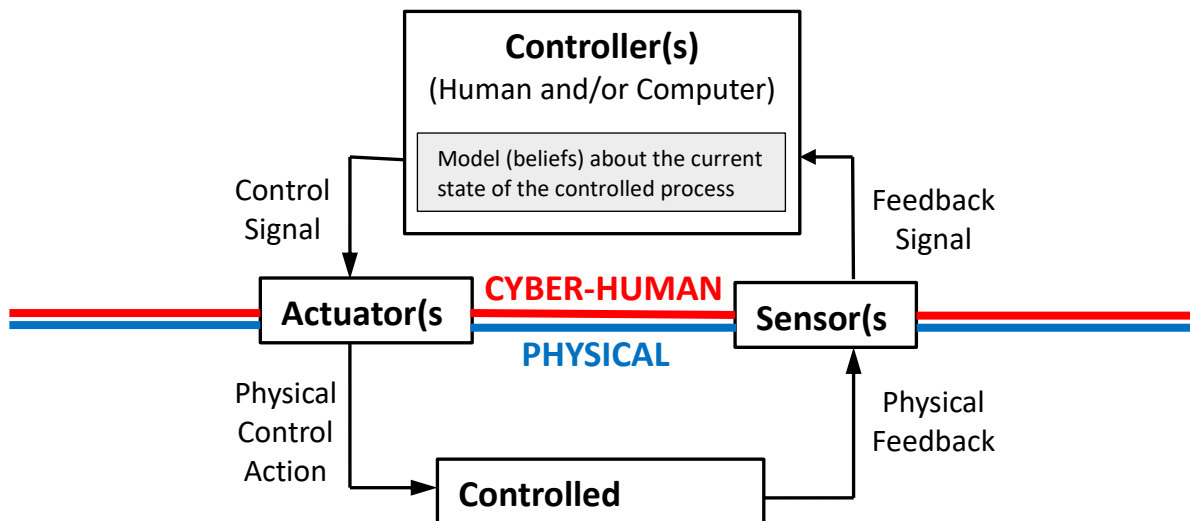 Controller(s)
(Human and/or Computer)
Model (beliefs) about the current
state of the controlled process
Control
Signal
Feedback
Signal
CYBER-HUMAN
Actuator(s
Sensor(s
PHYSICAL
Physical
Control
Action
Physical
Feedback
Controlled